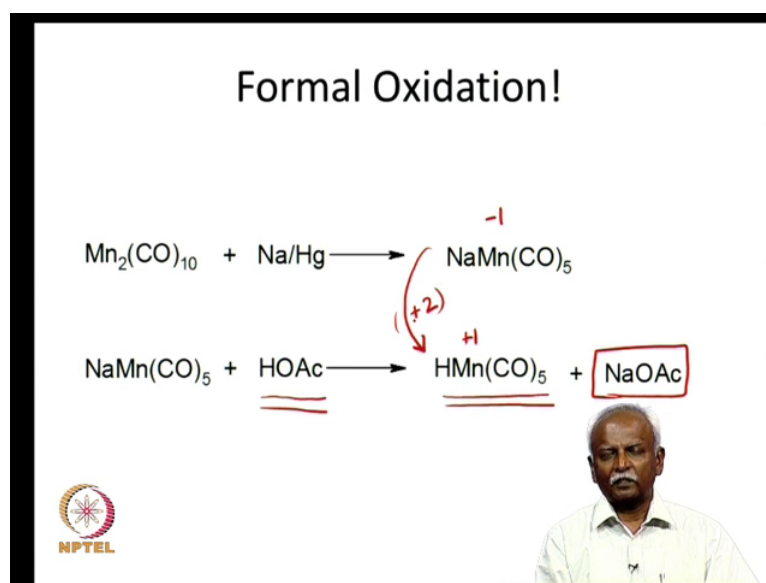 Formal Oxidation!
-1
Mn₂(CO)₁₀ + Na/Hg → NaMn(CO)₅
(+2)
+1
NaMn(CO)₅ + HOAc → HMn(CO)₅ + NaOAc
NPTEL